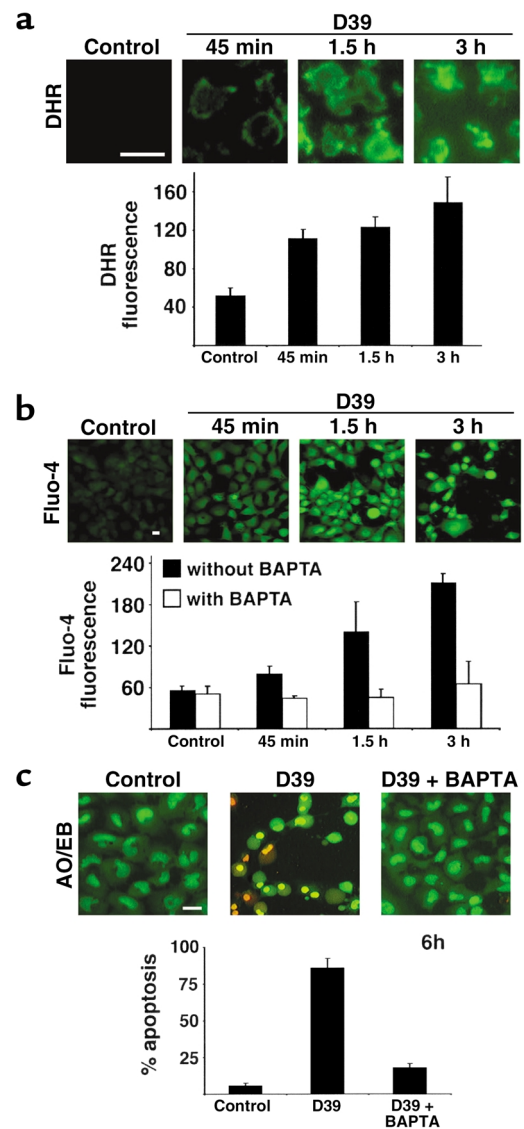 a
D39
Control 45 min 1.5 h 3 h
DHR
DHR
fluorescence
160
120
80
40
Control 45 min 1.5 h 3 h
b
D39
Control 45 min 1.5 h 3 h
Fluo-4
Fluo-4
fluorescence
240
180
120
60
without BAPTA
with BAPTA
Control 45 min 1.5 h 3 h
c
Control D39 D39 + BAPTA
AO/EB
6h
% apoptosis
100
75
50
25
Control D39 D39 +
BAPTA